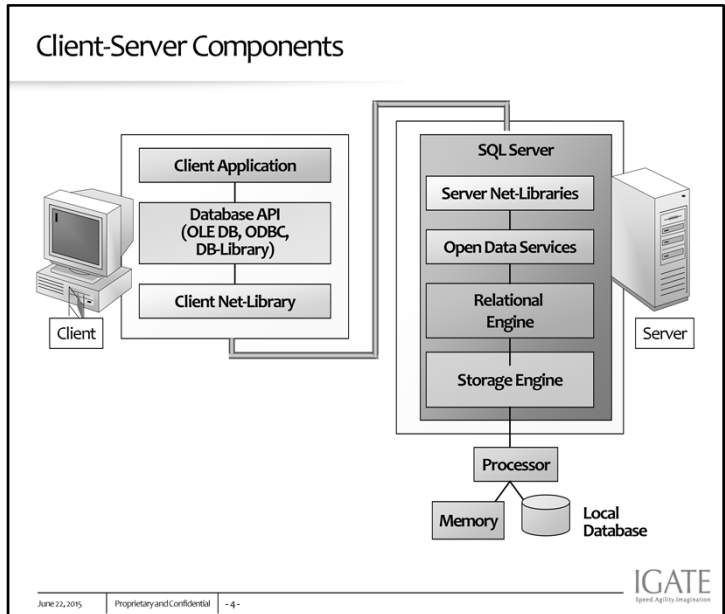 Client-Server Components
Client Application
Database API
(OLE DB, ODBC,
DB-Library)
Client Net-Library
Client
SQL Server
Server Net-Libraries
Open Data Services
Relational
Engine
Storage Engine
Server
Processor
Memory
Local
Database
June 22, 2015
Proprietary and Confidential
- 4 -
IGATE
Speed.Agility.Imagination